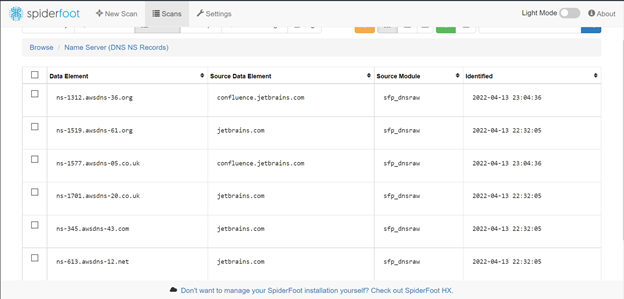 spiderfoot
New Scan
Scans
Settings
Light Mode
About
Browse / Name Server (DNS NS Records)
Data Element Source Data Element Source Module Identified
ns-1312.awsdns-36.org confluence.jetbrains.com sfp_dnsraw 2022-04-13 23:04:36
ns-1519.awsdns-61.org jetbrains.com sfp_dnsraw 2022-04-13 22:32:05
ns-1577.awsdns-05.co.uk confluence.jetbrains.com sfp_dnsraw 2022-04-13 23:04:36
ns-1701.awsdns-20.co.uk jetbrains.com sfp_dnsraw 2022-04-13 22:32:05
ns-345.awsdns-43.com jetbrains.com sfp_dnsraw 2022-04-13 22:32:05
ns-613.awsdns-12.net jetbrains.com sfp_dnsraw 2022-04-13 22:32:05
Don't want to manage your SpiderFoot installation yourself? Check out SpiderFoot HX.